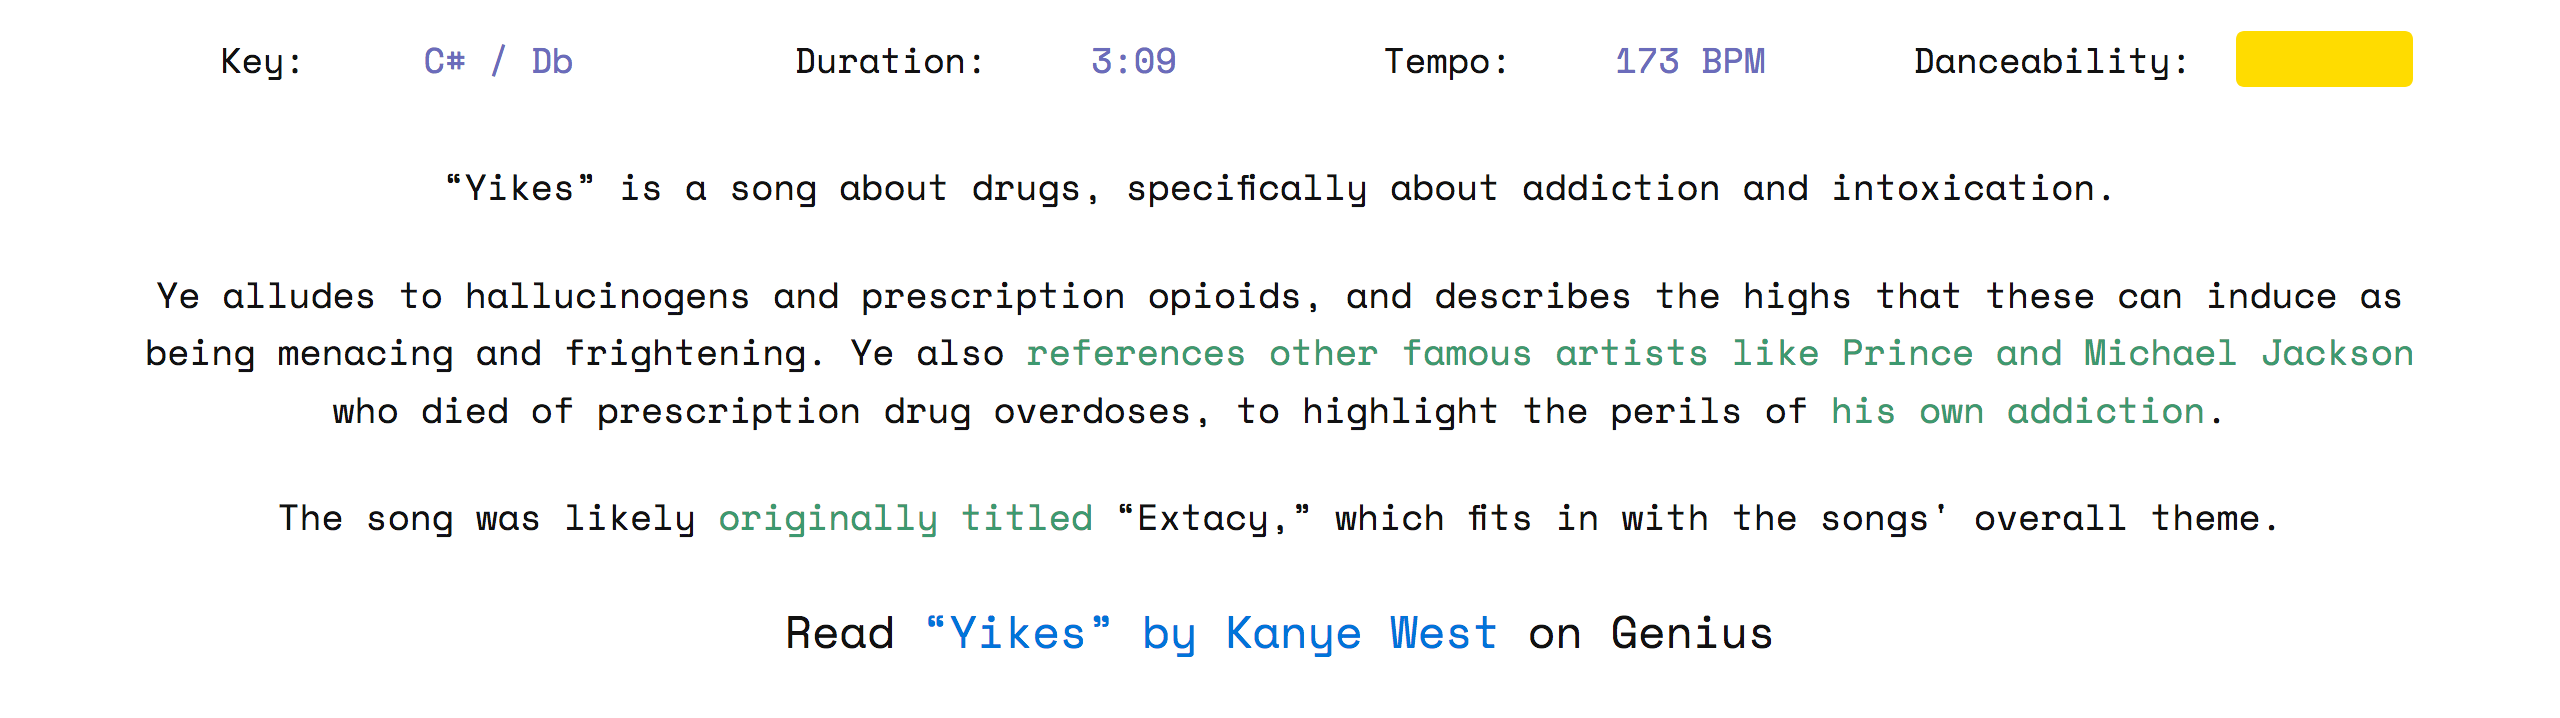 Key: C# / Db Duration: 3:09 Tempo: 173 BPM Danceability:
“Yikes” is a song about drugs, specifically about addiction and intoxication.
Ye alludes to hallucinogens and prescription opioids, and describes the highs that these can induce as
being menacing and frightening. Ye also references other famous artists like Prince and Michael Jackson
who died of prescription drug overdoses, to highlight the perils of his own addiction.
The song was likely originally titled “Extacy,” which fits in with the songs' overall theme.
Read “Yikes” by Kanye West on Genius